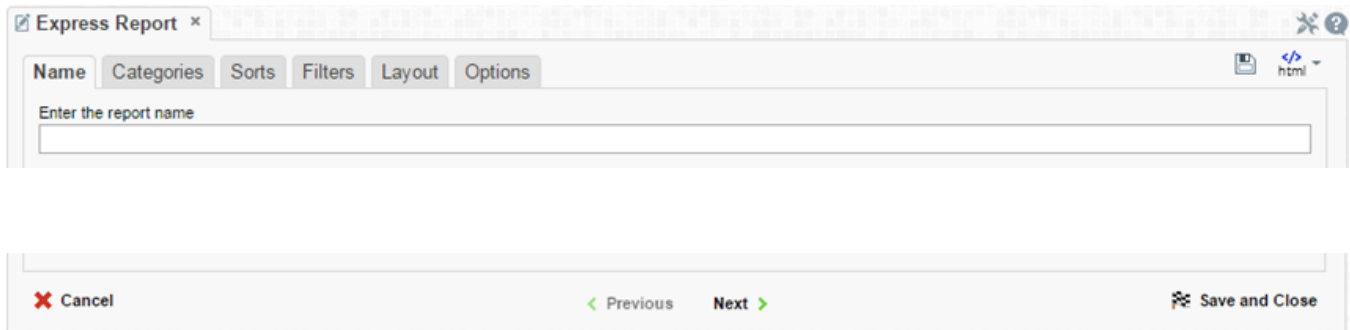 Express Report ×
Name Categories Sorts Filters Layout Options </> html
Enter the report name
Cancel Previous Next Save and Close